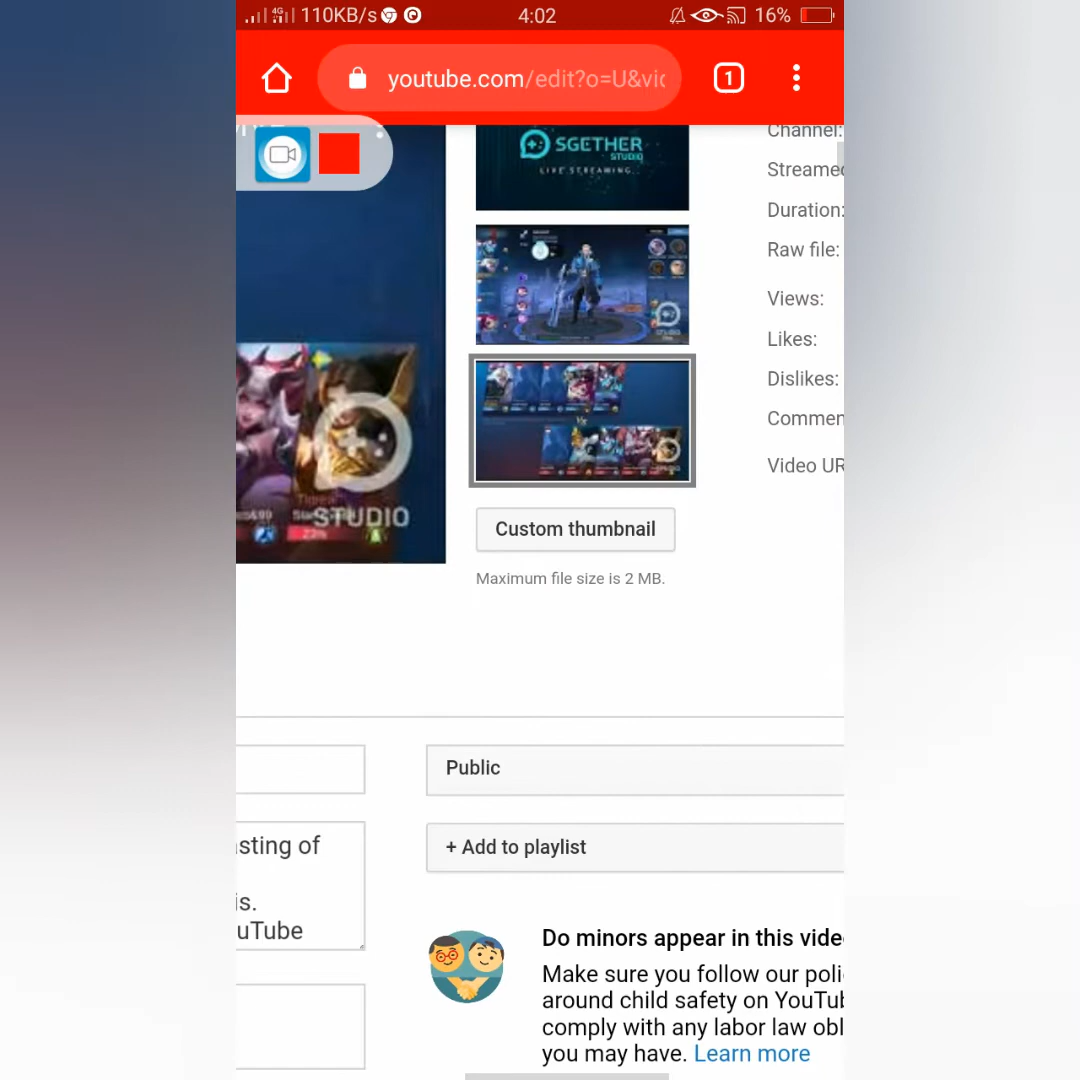 110KB/s
4:02
16%
youtube.com/edit?o=U&vic
1
SGETHER
STUDIO
LIVE STREAMING
Channel:
Streamed
Duration:
Raw file:
Views:
Likes:
Dislikes:
Commen
Video UR
STUDIO
23%
Custom thumbnail
Maximum file size is 2 MB.
Public
+ Add to playlist
sting of
is.
uTube
Do minors appear in this vide
Make sure you follow our poli
around child safety on YouTub
comply with any labor law obl
you may have. Learn more